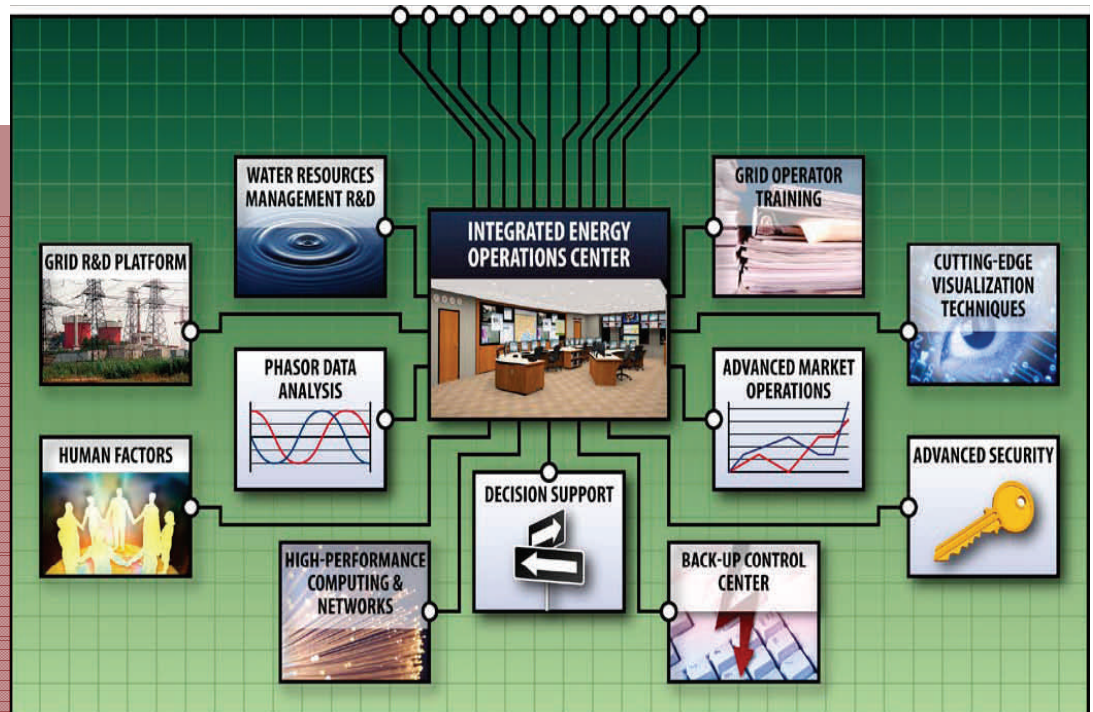 WATER RESOURCES
MANAGEMENT R&D
GRID OPERATOR
TRAINING
INTEGRATED ENERGY
OPERATIONS CENTER
GRID R&D PLATFORM
CUTTING-EDGE
VISUALIZATION
TECHNIQUES
PHASOR DATA
ANALYSIS
ADVANCED MARKET
OPERATIONS
HUMAN FACTORS
ADVANCED SECURITY
DECISION SUPPORT
HIGH-PERFORMANCE
COMPUTING &
NETWORKS
BACK-UP CONTROL
CENTER